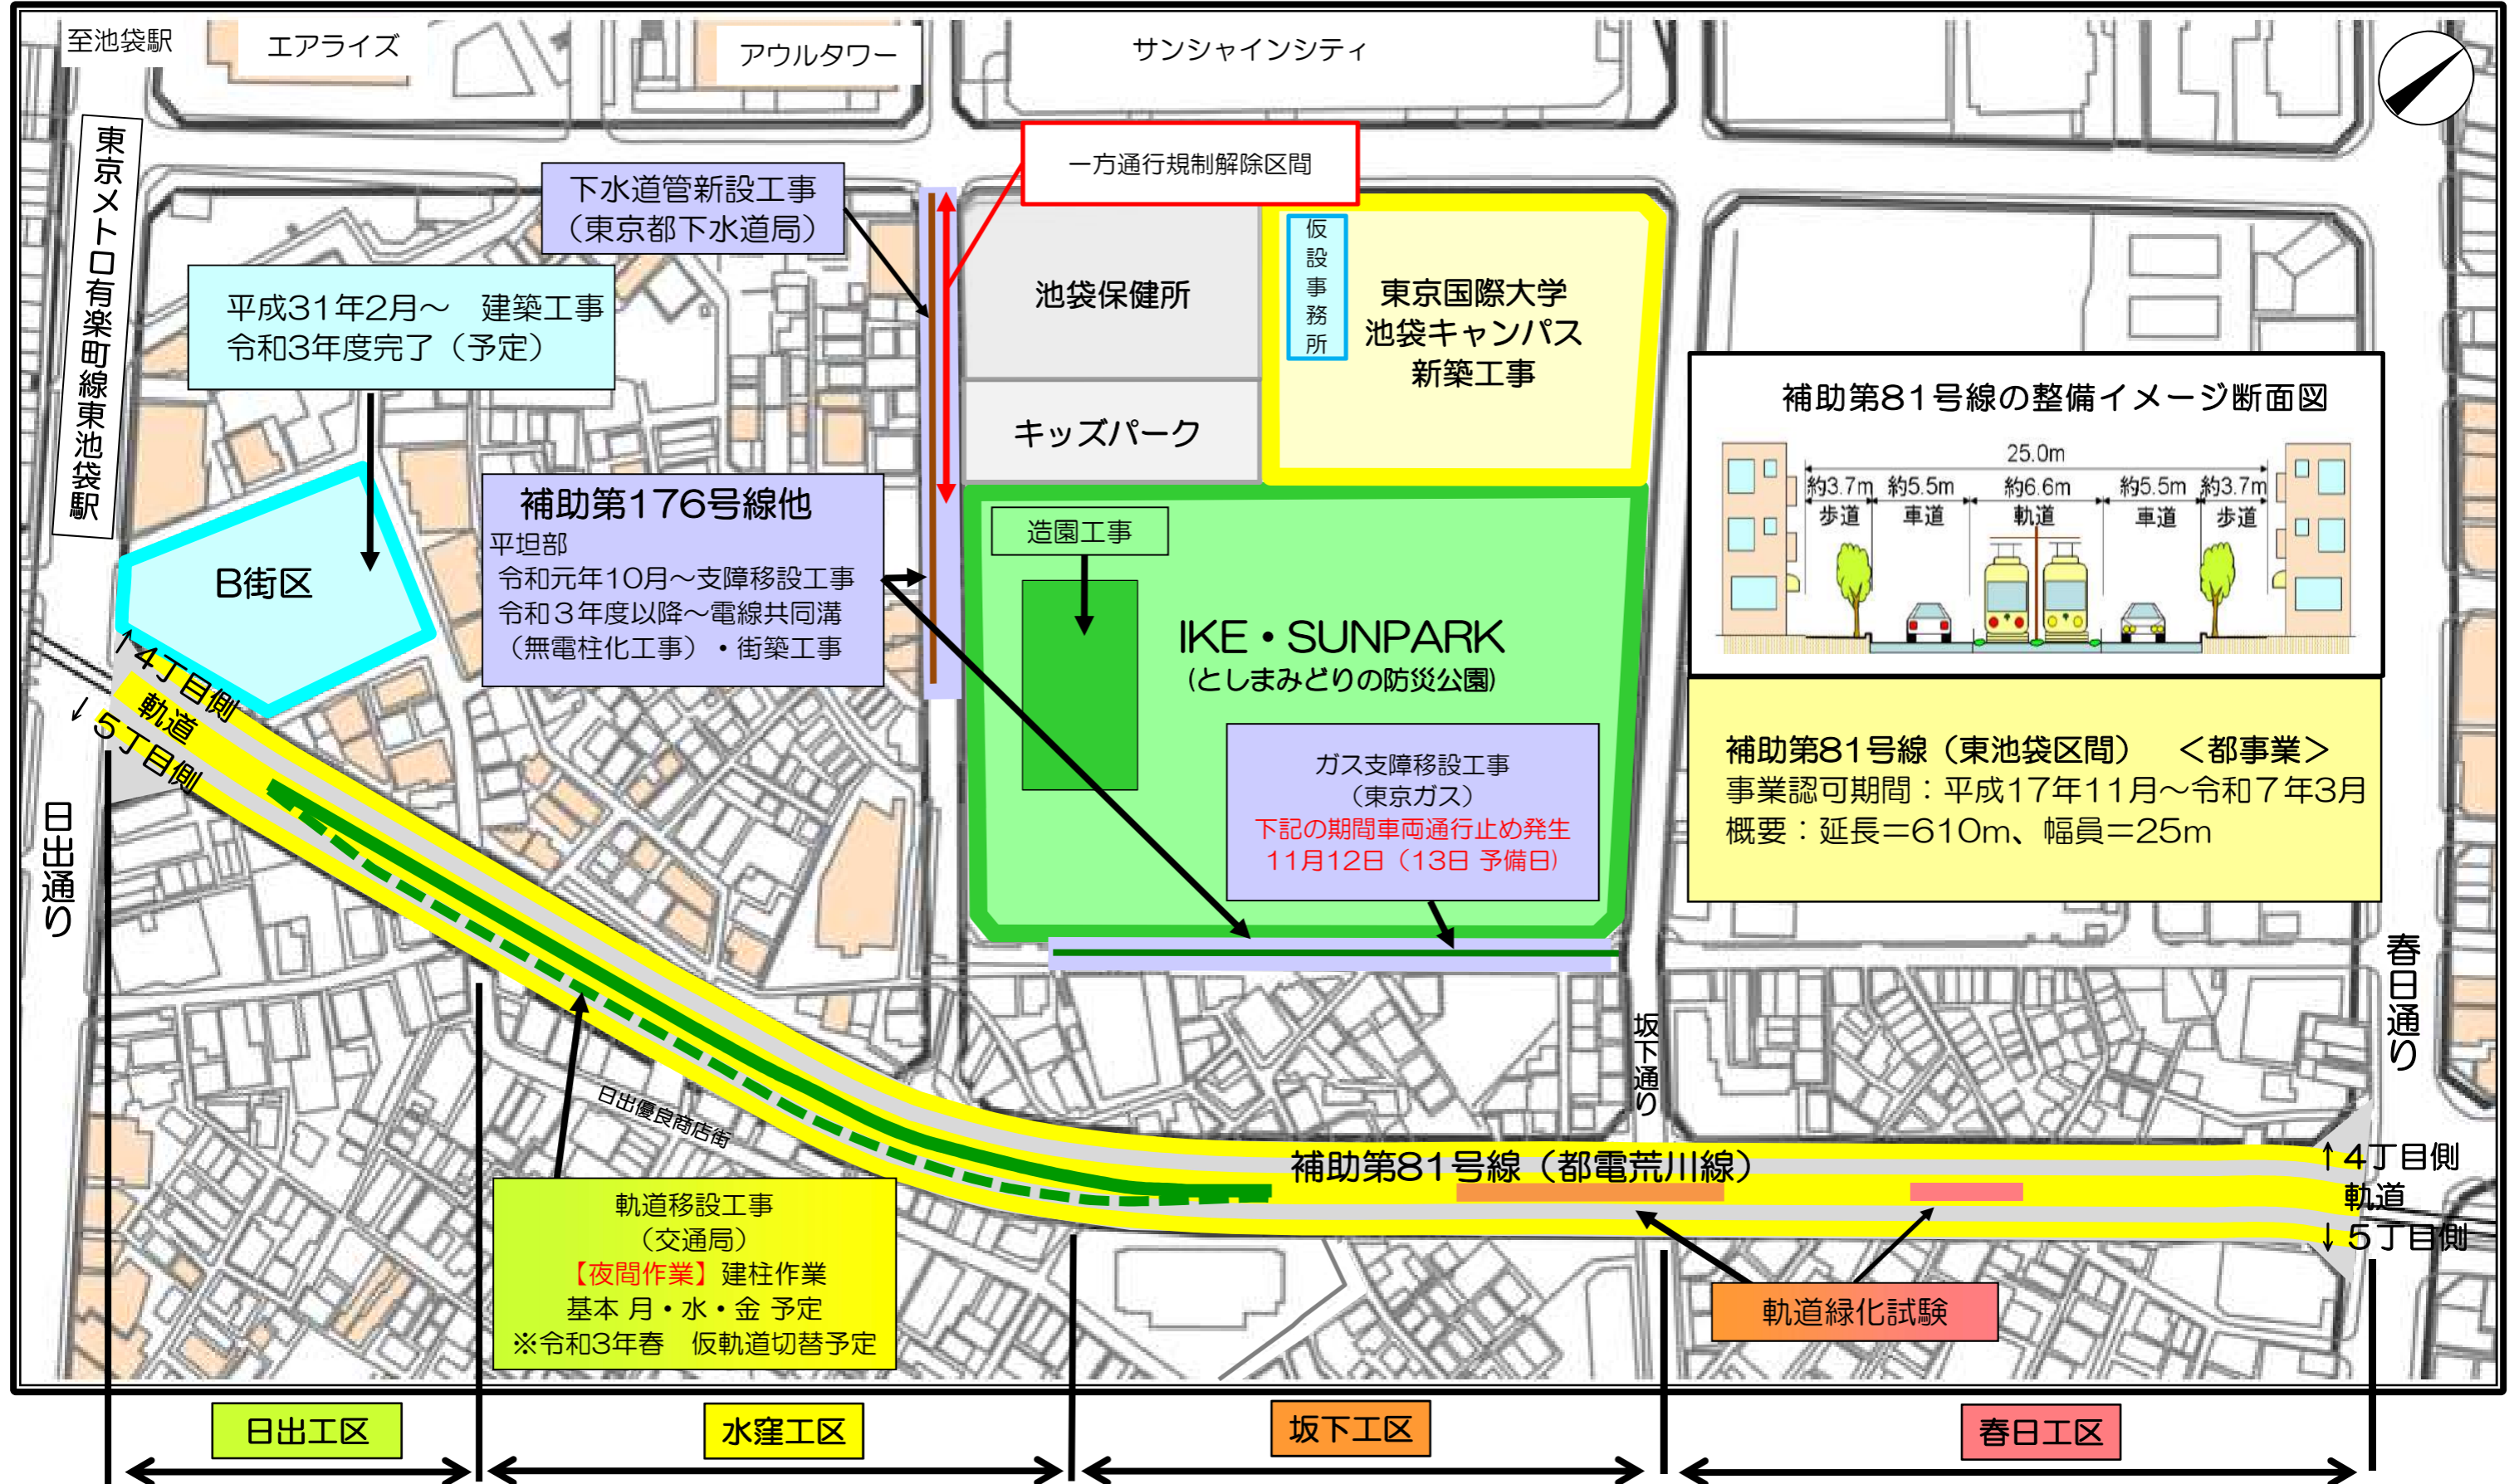 至池袋駅
エアライズ
アウルタワー
サンシャインシティ
東京メトロ有楽町線東池袋駅
一方通行規制解除区間
下水道管新設工事
（東京都下水道局）
平成31年2月～　建築工事
令和3年度完了（予定）
池袋保健所
キッズパーク
仮設事務所
東京国際大学
池袋キャンパス
新築工事
補助第81号線の整備イメージ断面図
25.0m
約3.7m 約5.5m 約6.6m 約5.5m 約3.7m
歩道 車道 軌道 車道 歩道
補助第176号線他
平坦部
令和元年10月～支障移設工事
令和３年度以降～電線共同溝
（無電柱化工事）・街築工事
造園工事
B街区
IKE・SUNPARK
(としまみどりの防災公園)
ガス支障移設工事
（東京ガス）
下記の期間車両通行止め発生
11月12日（13日 予備日)
補助第81号線（東池袋区間）　＜都事業＞
事業認可期間：平成17年11月～令和７年3月
概要：延長＝610m、幅員＝25m
↑4丁目側
軌道
↓5丁目側
日出通り
春日通り
坂下通り
日出優良商店街
補助第81号線（都電荒川線）
↑4丁目側
軌道
↓5丁目側
軌道移設工事
（交通局）
【夜間作業】建柱作業
基本 月・水・金 予定
※令和3年春　仮軌道切替予定
軌道緑化試験
日出工区
水窪工区
坂下工区
春日工区